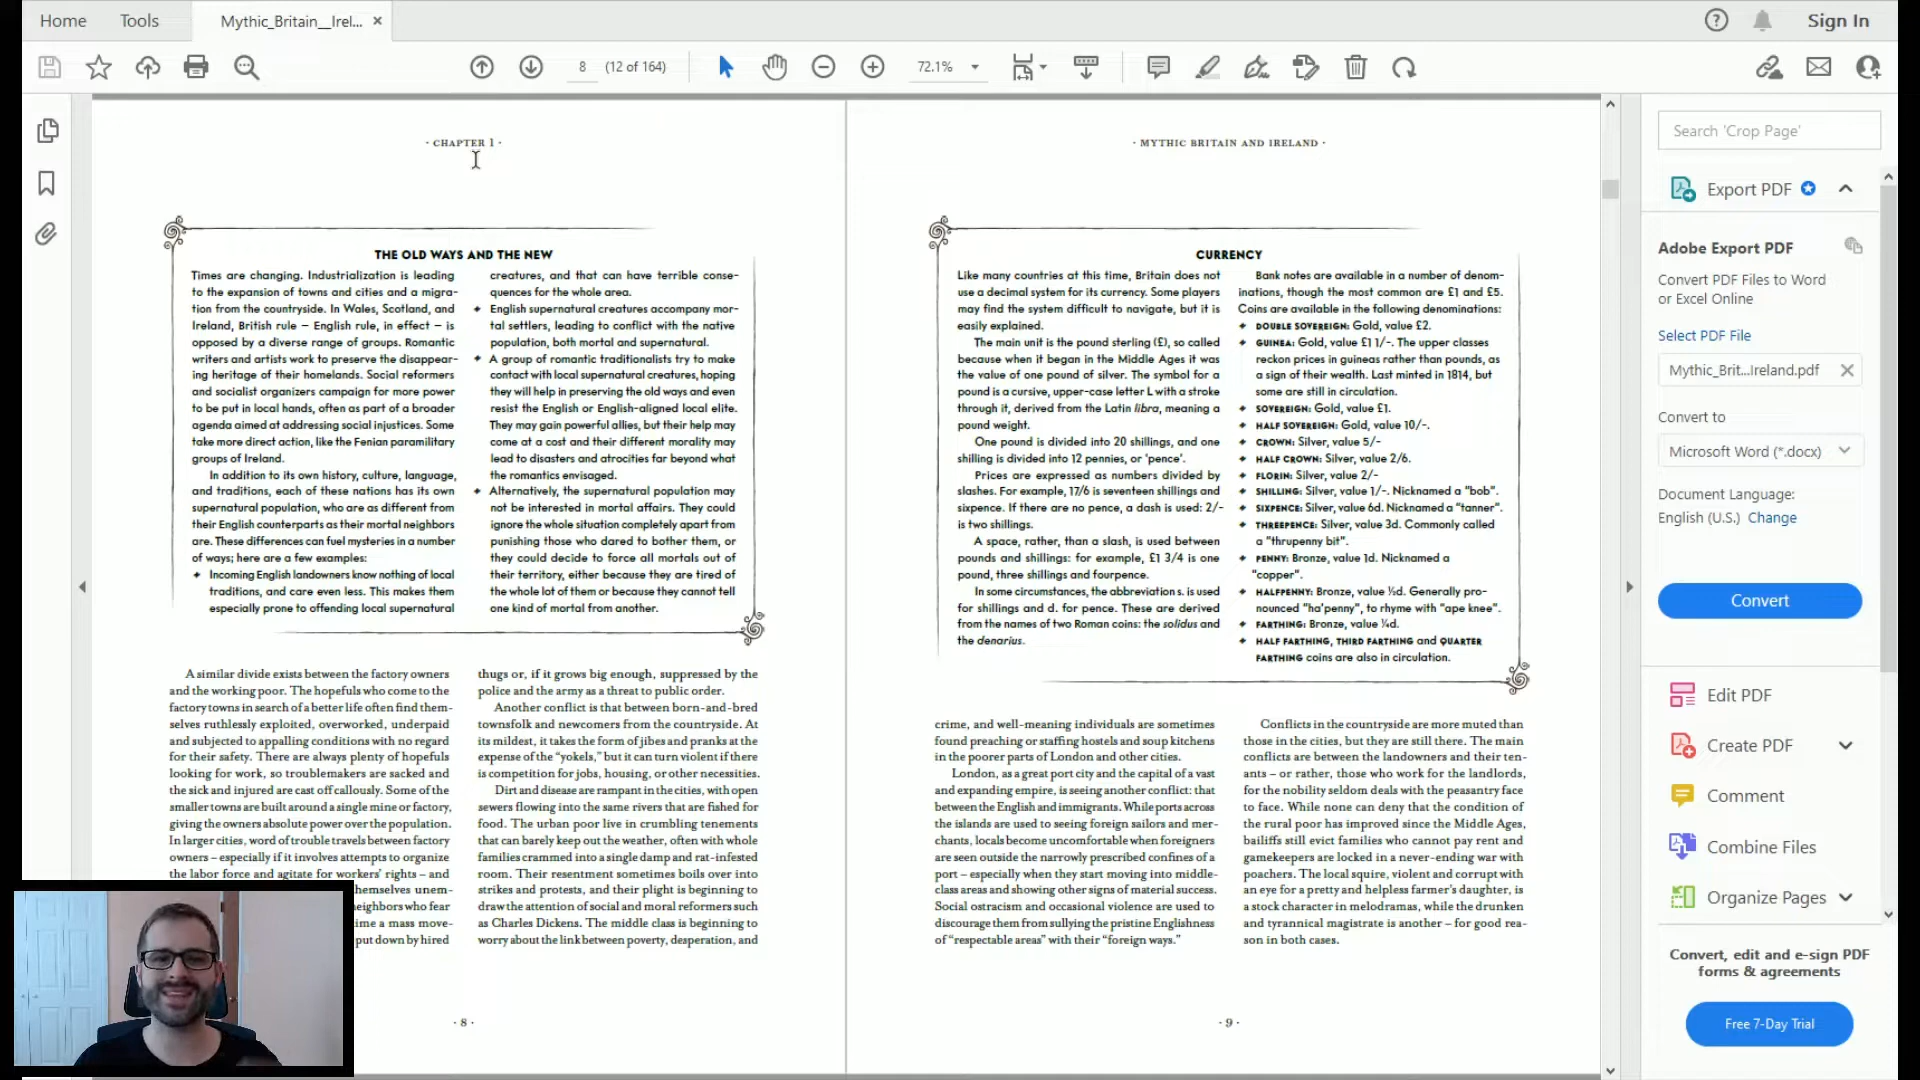 Home
Tools
Mythic_Britain__Irel...
Sign In
8
(12 of 164)
72.1%
· CHAPTER 1 ·
THE OLD WAYS AND THE NEW
Times are changing. Industrialization is leading
to the expansion of towns and cities and a migra-
tion from the countryside. In Wales, Scotland, and
Ireland, British rule – English rule, in effect – is
opposed by a diverse range of groups. Romantic
writers and artists work to preserve the disappear-
ing heritage of their homelands. Social reformers
and socialist organizers campaign for more power
to be put in local hands, often as part of a broader
agenda aimed at addressing social injustices. Some
take more direct action, like the Fenian paramilitary
groups of Ireland.
In addition to its own history, culture, language,
and traditions, each of these nations has its own
supernatural population, who are as different from
their English counterparts as their mortal neighbors
are. These differences can fuel mysteries in a number
of ways; here are a few examples:
Incoming English landowners know nothing of local
traditions, and care even less. This makes them
especially prone to offending local supernatural
creatures, and that can have terrible conse-
quences for the whole area.
English supernatural creatures accompany mor-
tal settlers, leading to conflict with the native
population, both mortal and supernatural.
A group of romantic traditionalists try to make
contact with local supernatural creatures, hoping
they will help in preserving the old ways and even
resist the English or English-aligned local elite.
They may gain powerful allies, but their help may
come at a cost and their different morality may
lead to disasters and atrocities far beyond what
the romantics envisaged.
Alternatively, the supernatural population may
not be interested in mortal affairs. They could
ignore the whole situation completely apart from
punishing those who dared to bother them, or
they could decide to force all mortals out of
their territory, either because they are tired of
the whole lot of them or because they cannot tell
one kind of mortal from another.
A similar divide exists between the factory owners
and the working poor. The hopefuls who come to the
factory towns in search of a better life often find them-
selves ruthlessly exploited, overworked, underpaid
and subjected to appalling conditions with no regard
for their safety. There are always plenty of hopefuls
looking for work, so troublemakers are sacked and
the sick and injured are cast off callously. Some of the
smaller towns are built around a single mine or factory,
giving the owners absolute power over the population.
In larger cities, word of trouble travels between factory
owners – especially if it involves attempts to organize
the labor force and agitate for workers' rights – and
hemselves unem-
eighbors who fear
ime a mass move-
put down by hired
thugs or, if it grows big enough, suppressed by the
police and the army as a threat to public order.
Another conflict is that between born-and-bred
townsfolk and newcomers from the countryside. At
its mildest, it takes the form of jibes and pranks at the
expense of the "yokels," but it can turn violent if there
is competition for jobs, housing, or other necessities.
Dirt and disease are rampant in the cities, with open
sewers flowing into the same rivers that are fished for
food. The urban poor live in crumbling tenements
that can barely keep out the weather, often with whole
families crammed into a single damp and rat-infested
room. Their resentment sometimes boils over into
strikes and protests, and their plight is beginning to
draw the attention of social and moral reformers such
as Charles Dickens. The middle class is beginning to
worry about the link between poverty, desperation, and
· 8 ·
· MYTHIC BRITAIN AND IRELAND ·
CURRENCY
Like many countries at this time, Britain does not
use a decimal system for its currency. Some players
may find the system difficult to navigate, but it is
easily explained.
The main unit is the pound sterling (£), so called
because when it began in the Middle Ages it was
the value of one pound of silver. The symbol for a
pound is a cursive, upper-case letter L with a stroke
through it, derived from the Latin libra, meaning a
pound weight.
One pound is divided into 20 shillings, and one
shilling is divided into 12 pennies, or 'pence'.
Prices are expressed as numbers divided by
slashes. For example, 17/6 is seventeen shillings and
sixpence. If there are no pence, a dash is used: 2/-
is two shillings.
A space, rather, than a slash, is used between
pounds and shillings: for example, £1 3/4 is one
pound, three shillings and fourpence.
In some circumstances, the abbreviation s. is used
for shillings and d. for pence. These are derived
from the names of two Roman coins: the solidus and
the denarius.
Bank notes are available in a number of denom-
inations, though the most common are £1 and £5.
Coins are available in the following denominations:
DOUBLE SOVEREIGN: Gold, value £2.
GUINEA: Gold, value £1 1/-. The upper classes
reckon prices in guineas rather than pounds, as
a sign of their wealth. Last minted in 1814, but
some are still in circulation.
SOVEREIGN: Gold, value £1.
HALF SOVEREIGN: Gold, value 10/-.
CROWN: Silver, value 5/-
HALF CROWN: Silver, value 2/6.
FLORIN: Silver, value 2/-
SHILLING: Silver, value 1/-. Nicknamed a "bob".
SIXPENCE: Silver, value 6d. Nicknamed a "tanner".
THREEPENCE: Silver, value 3d. Commonly called
a "thrupenny bit".
PENNY: Bronze, value 1d. Nicknamed a
"copper".
HALFPENNY: Bronze, value ½d. Generally pro-
nounced "ha'penny", to rhyme with "ape knee".
FARTHING: Bronze, value ¼d.
HALF FARTHING, THIRD FARTHING and QUARTER
FARTHING coins are also in circulation.
crime, and well-meaning individuals are sometimes
found preaching or staffing hostels and soup kitchens
in the poorer parts of London and other cities.
London, as a great port city and the capital of a vast
and expanding empire, is seeing another conflict: that
between the English and immigrants. While ports across
the islands are used to seeing foreign sailors and mer-
chants, locals become uncomfortable when foreigners
are seen outside the narrowly prescribed confines of a
port – especially when they start moving into middle-
class areas and showing other signs of material success.
Social ostracism and occasional violence are used to
discourage them from sullying the pristine Englishness
of "respectable areas" with their "foreign ways."
Conflicts in the countryside are more muted than
those in the cities, but they are still there. The main
conflicts are between the landowners and their ten-
ants – or rather, those who work for the landlords,
for the nobility seldom deals with the peasantry face
to face. While none can deny that the condition of
the rural poor has improved since the Middle Ages,
bailiffs still evict families who cannot pay rent and
gamekeepers are locked in a never-ending war with
poachers. The local squire, violent and corrupt with
an eye for a pretty and helpless farmer's daughter, is
a stock character in melodramas, while the drunken
and tyrannical magistrate is another – for good rea-
son in both cases.
· 9 ·
Search 'Crop Page'
Export PDF
Adobe Export PDF
Convert PDF Files to Word
or Excel Online
Select PDF File
Mythic_Brit...Ireland.pdf
Convert to
Microsoft Word (*.docx)
Document Language:
English (U.S.) Change
Convert
Edit PDF
Create PDF
Comment
Combine Files
Organize Pages
Convert, edit and e-sign PDF
forms & agreements
Free 7-Day Trial